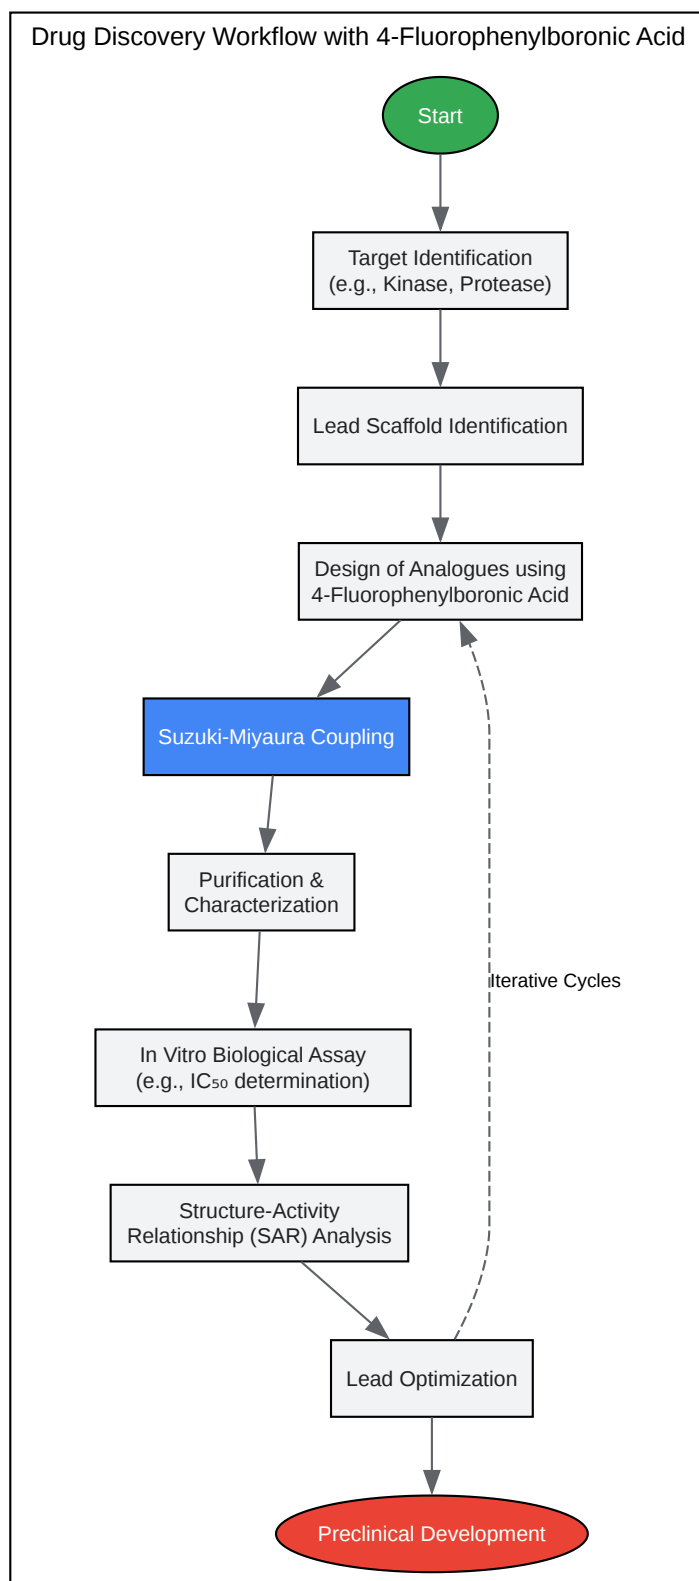 Drug Discovery Workflow with 4-Fluorophenylboronic Acid
Start
Target Identification
(e.g., Kinase, Protease)
Lead Scaffold Identification
Design of Analogues using
4-Fluorophenylboronic Acid
Suzuki-Miyaura Coupling
Purification &
Characterization
Iterative Cycles
In Vitro Biological Assay
(e.g., IC₅₀ determination)
Structure-Activity
Relationship (SAR) Analysis
Lead Optimization
Preclinical Development